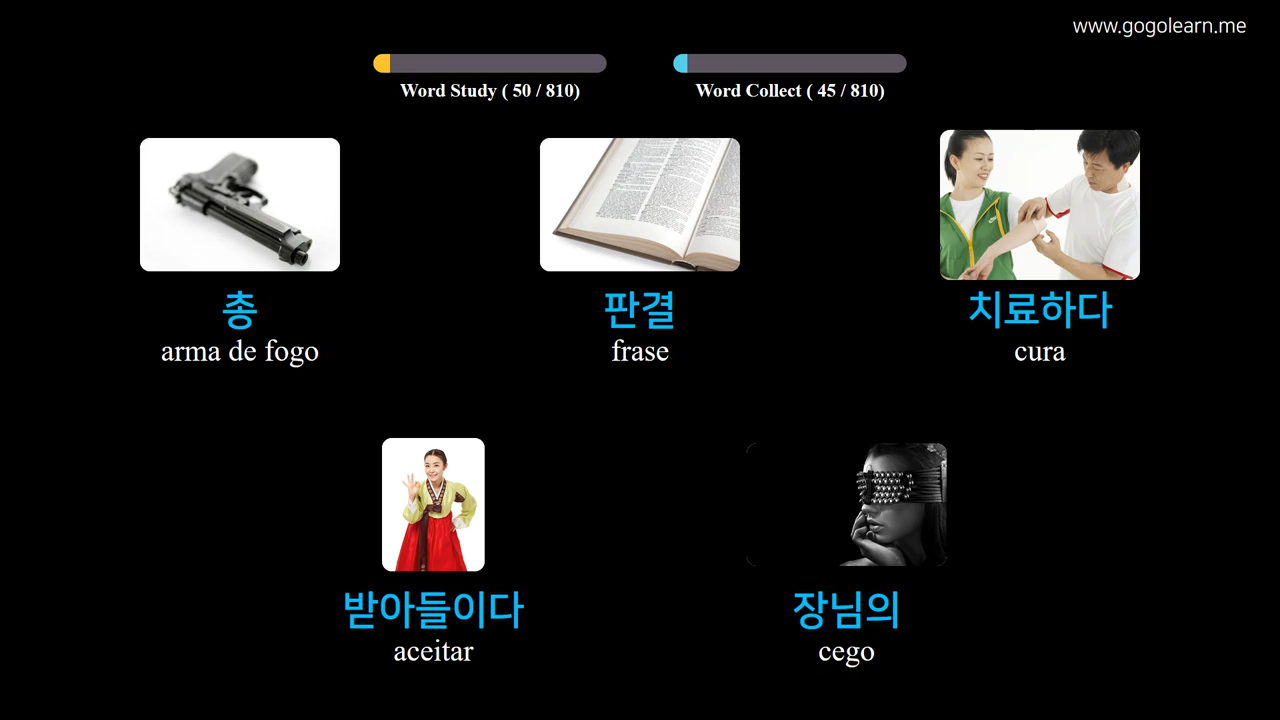 www.gogolearn.me
Word Study ( 50 / 810)
Word Collect ( 45 / 810)
총
arma de fogo
판결
frase
치료하다
cura
받아들이다
aceitar
장님의
cego